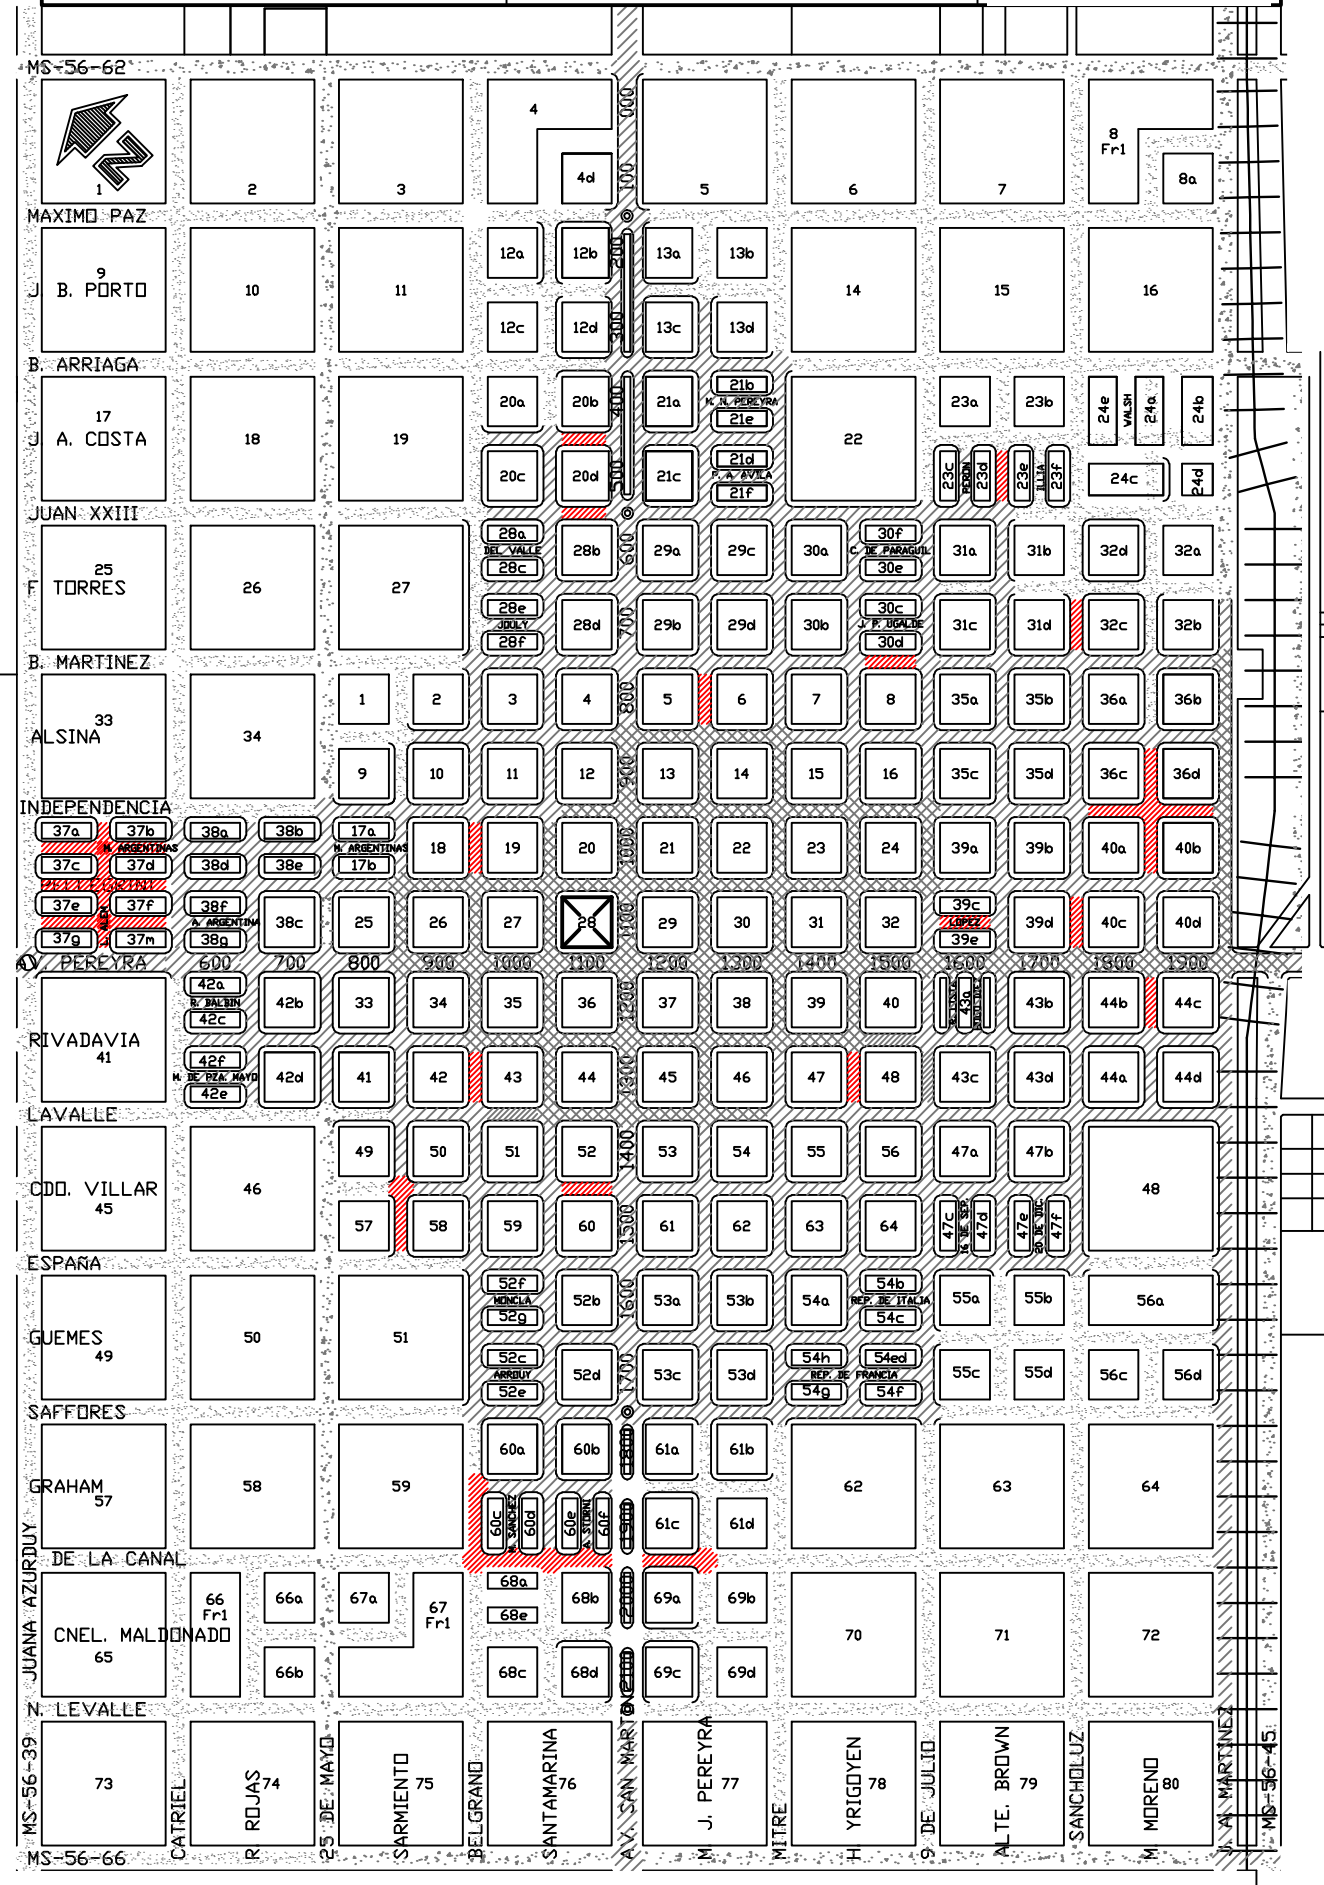 MS-56-62
000
4
8
Fr1
4d
100
8a
1 2 3 5 6 7
MAXIMO PAZ
12a 12b 200 13a 13b
9
J. B. PORTO 10 11 14 15 16
12c 12d 300 13c 13d
B. ARRIAGA
21b
20a 20b 400 21a M. N. PEREYRA 23a 23b 24e WALSH 24a 24b
21e
17
J. A. COSTA 18 19 22
21d
20c 20d 500 21c P. A. AVILA 23c PERON 23d 23e ILLIA 23f 24c 24d
21f
JUAN XXIII
28a 30f
DEL VALLE 28b 600 29a 29c 30a C. DE PARAGUIL 31a 31b 32d 32a
28c 30e
25
F TORRES 26 27
28e 30c
JOULY 28d 700 29b 29d 30b J. P. UGALDE 31c 31d 32c 32b
28f 30d
B. MARTINEZ
1 2 3 4 800 5 6 7 8 35a 35b 36a 36b
33
ALSINA 34
9 10 11 12 900 13 14 15 16 35c 35d 36c 36d
INDEPENDENCIA
37a 37b 38a 38b 17a
M. ARGENTINAS M. ARGENTINAS 18 19 20 1000 21 22 23 24 39a 39b 40a 40b
37c 37d 38d 38e 17b
PELLEGRINI
37e 37f 38f 39c
L. ALEM A. ARGENTINA 38c 25 26 27 28 1100 29 30 31 32 LOPEZ 39d 40c 40d
37g 37m 38g 39e
AV PEREYRA 600 700 800 900 1000 1100 1200 1300 1400 1500 1600 1700 1800 1900
42a
R. BALBIN 42b 33 34 35 36 1200 37 38 39 40 43a 43b 44b 44c
42c
RIVADAVIA
41
42f
M. DE PZA. MAYO 42d 41 42 43 44 1300 45 46 47 48 43c 43d 44a 44d
42e
LAVALLE
49 50 51 52 1400 53 54 55 56 47a 47b
CDO. VILLAR 46 48
45
57 58 59 60 1500 61 62 63 64 47c 16 DE SEP. 47d 47e 20 DE DIC. 47f
ESPAñA
52f 54b
MONCLA 52b 1600 53a 53b 54a REP. DE ITALIA 55a 55b 56a
52g 54c
GUEMES 50 51
49
52c 54h 54ed
ARROUY 52d 1700 53c 53d REP. DE FRANCIA 55c 55d 56c 56d
52e 54g 54f
SAFFORES
60a 60b 1800 61a 61b
GRAHAM 58 59 62 63 64
57
60c M. SANCHEZ 60d 60e A. STORNI 60f 1900 61c 61d
DE LA CANAL
68a
66 66a 67a 67 68b 2000 69a 69b
Fr1 Fr1
68e
CNEL. MALDONADO 70 71 72
65
66b 68c 68d 2100 69c 69d
N. LEVALLE
73 74 75 76 77 78 79 80
JUANA AZURDUY
MS-56-39
CATRIEL
R. ROJAS
25 DE MAYO
SARMIENTO
BELGRANO
SANTAMARINA
AV. SAN MARTIN
M. J. PEREYRA
MITRE
H. YRIGOYEN
9 DE JULIO
ALTE. BROWN
SANCHOLUZ
M. MORENO
J. A. MARTINEZ
MS-56-45
MS-56-66